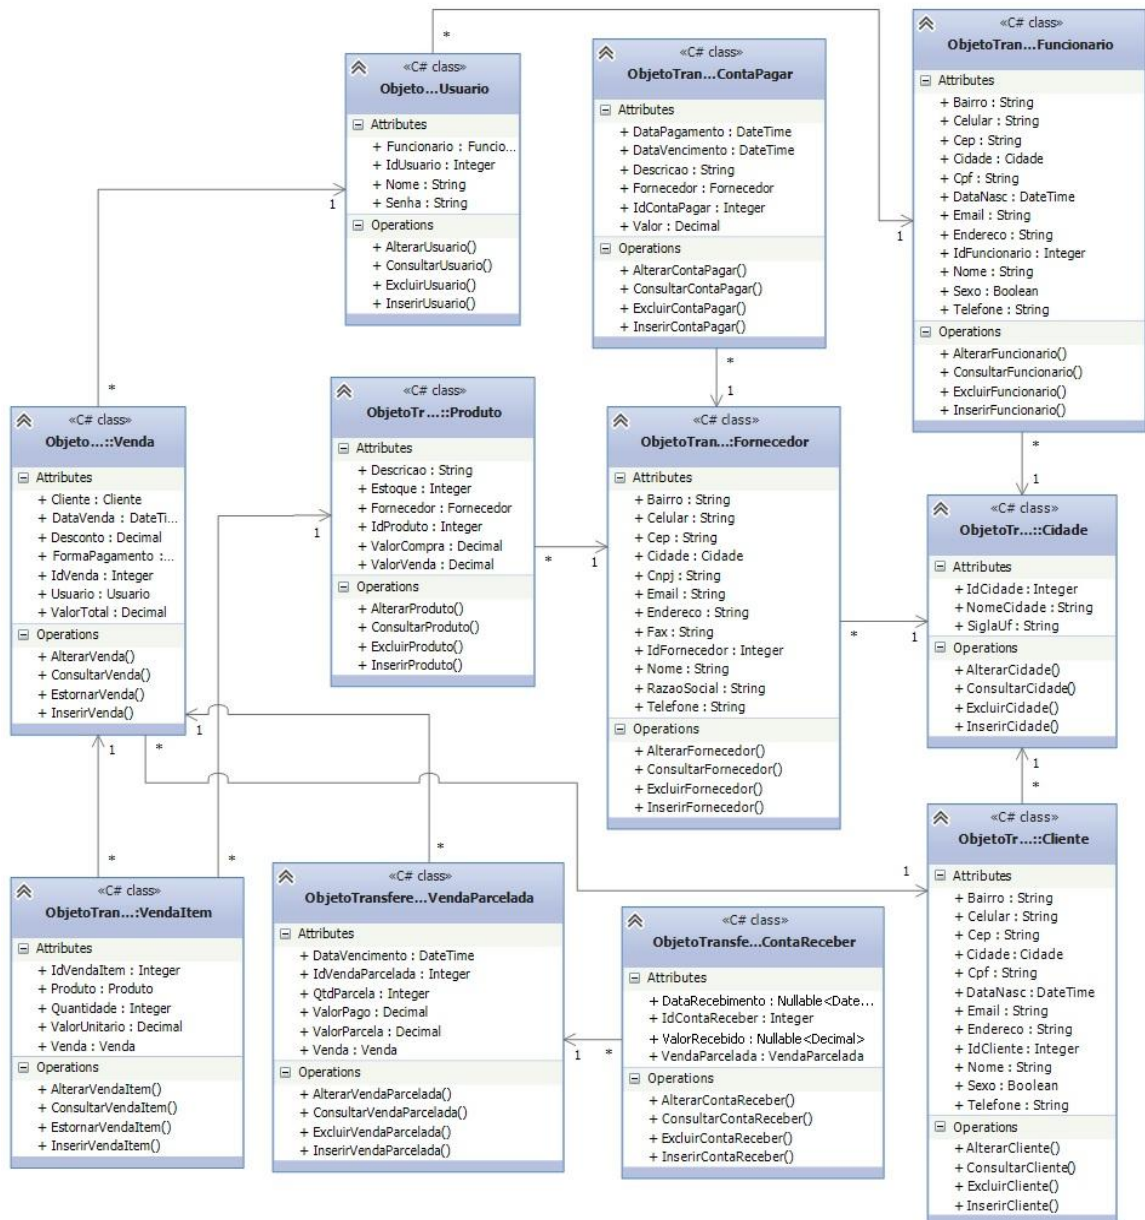 «C# class»
Objeto...Usuario
Attributes
+ Funcionario : Funcio...
+ IdUsuario : Integer
+ Nome : String
+ Senha : String
Operations
+ AlterarUsuario()
+ ConsultarUsuario()
+ ExcluirUsuario()
+ InserirUsuario()
«C# class»
ObjetoTran...ContaPagar
Attributes
+ DataPagamento : DateTime
+ DataVencimento : DateTime
+ Descricao : String
+ Fornecedor : Fornecedor
+ IdContaPagar : Integer
+ Valor : Decimal
Operations
+ AlterarContaPagar()
+ ConsultarContaPagar()
+ ExcluirContaPagar()
+ InserirContaPagar()
«C# class»
ObjetoTran...Funcionario
Attributes
+ Bairro : String
+ Celular : String
+ Cep : String
+ Cidade : Cidade
+ Cpf : String
+ DataNasc : DateTime
+ Email : String
+ Endereco : String
+ IdFuncionario : Integer
+ Nome : String
+ Sexo : Boolean
+ Telefone : String
Operations
+ AlterarFuncionario()
+ ConsultarFuncionario()
+ ExcluirFuncionario()
+ InserirFuncionario()
*
1
*
1
*
1
*
1
«C# class»
Objeto...::Venda
Attributes
+ Cliente : Cliente
+ DataVenda : DateTi...
+ Desconto : Decimal
+ FormaPagamento :...
+ IdVenda : Integer
+ Usuario : Usuario
+ ValorTotal : Decimal
Operations
+ AlterarVenda()
+ ConsultarVenda()
+ EstornarVenda()
+ InserirVenda()
«C# class»
ObjetoTr...::Produto
Attributes
+ Descricao : String
+ Estoque : Integer
+ Fornecedor : Fornecedor
+ IdProduto : Integer
+ ValorCompra : Decimal
+ ValorVenda : Decimal
Operations
+ AlterarProduto()
+ ConsultarProduto()
+ ExcluirProduto()
+ InserirProduto()
«C# class»
ObjetoTran...:Fornecedor
Attributes
+ Bairro : String
+ Celular : String
+ Cep : String
+ Cidade : Cidade
+ Cnpj : String
+ Email : String
+ Endereco : String
+ Fax : String
+ IdFornecedor : Integer
+ Nome : String
+ RazaoSocial : String
+ Telefone : String
Operations
+ AlterarFornecedor()
+ ConsultarFornecedor()
+ ExcluirFornecedor()
+ InserirFornecedor()
«C# class»
ObjetoTr...::Cidade
Attributes
+ IdCidade : Integer
+ NomeCidade : String
+ SiglaUf : String
Operations
+ AlterarCidade()
+ ConsultarCidade()
+ ExcluirCidade()
+ InserirCidade()
1
*
1
*
1
1
*
1
1
*
*
*
*
1
«C# class»
ObjetoTran...:VendaItem
Attributes
+ IdVendaItem : Integer
+ Produto : Produto
+ Quantidade : Integer
+ ValorUnitario : Decimal
+ Venda : Venda
Operations
+ AlterarVendaItem()
+ ConsultarVendaItem()
+ EstornarVendaItem()
+ InserirVendaItem()
«C# class»
ObjetoTransfere...VendaParcelada
Attributes
+ DataVencimento : DateTime
+ IdVendaParcelada : Integer
+ QtdParcela : Integer
+ ValorPago : Decimal
+ ValorParcela : Decimal
+ Venda : Venda
Operations
+ AlterarVendaParcelada()
+ ConsultarVendaParcelada()
+ ExcluirVendaParcelada()
+ InserirVendaParcelada()
1
*
«C# class»
ObjetoTransfe...ContaReceber
Attributes
+ DataRecebimento : Nullable<Date...
+ IdContaReceber : Integer
+ ValorRecebido : Nullable<Decimal>
+ VendaParcelada : VendaParcelada
Operations
+ AlterarContaReceber()
+ ConsultarContaReceber()
+ ExcluirContaReceber()
+ InserirContaReceber()
«C# class»
ObjetoTr...::Cliente
Attributes
+ Bairro : String
+ Celular : String
+ Cep : String
+ Cidade : Cidade
+ Cpf : String
+ DataNasc : DateTime
+ Email : String
+ Endereco : String
+ IdCliente : Integer
+ Nome : String
+ Sexo : Boolean
+ Telefone : String
Operations
+ AlterarCliente()
+ ConsultarCliente()
+ ExcluirCliente()
+ InserirCliente()